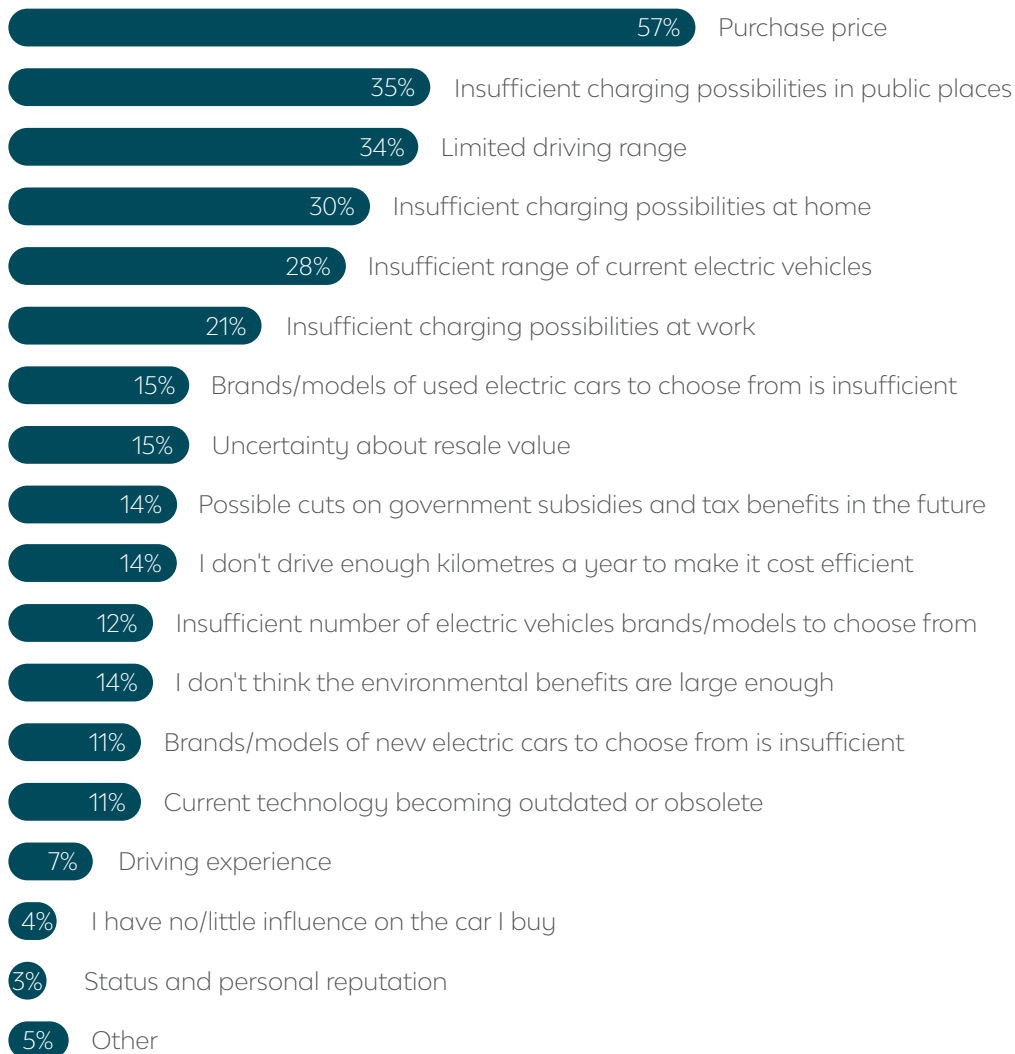 57% Purchase price
35% Insufficient charging possibilities in public places
34% Limited driving range
30% Insufficient charging possibilities at home
28% Insufficient range of current electric vehicles
21% Insufficient charging possibilities at work
15% Brands/models of used electric cars to choose from is insufficient
15% Uncertainty about resale value
14% Possible cuts on government subsidies and tax benefits in the future
14% I don't drive enough kilometres a year to make it cost efficient
12% Insufficient number of electric vehicles brands/models to choose from
14% I don't think the environmental benefits are large enough
11% Brands/models of new electric cars to choose from is insufficient
11% Current technology becoming outdated or obsolete
7% Driving experience
4% I have no/little influence on the car I buy
3% Status and personal reputation
5% Other